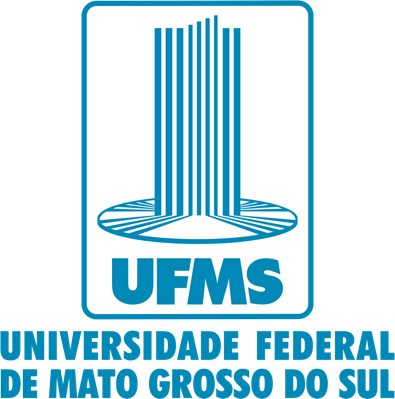 UFMS
UNIVERSIDADE FEDERAL
DE MATO GROSSO DO SUL